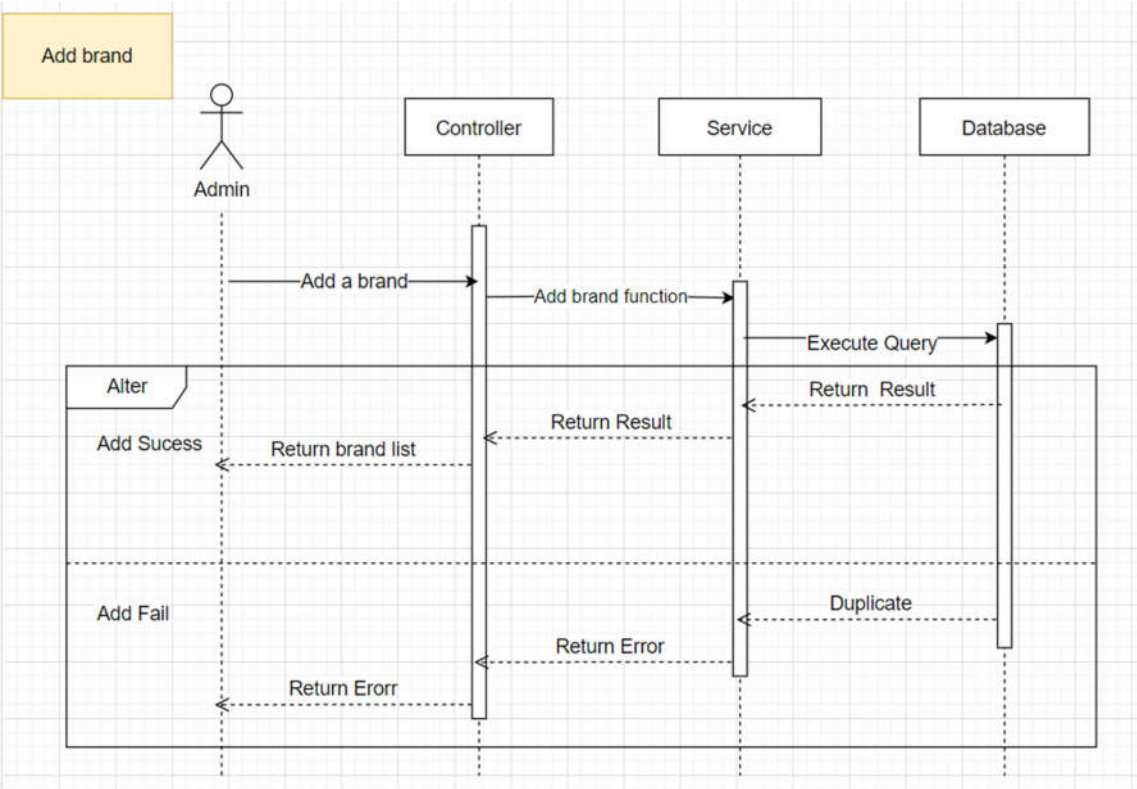 Add brand
Controller
Service
Database
Admin
Add a brand
Add brand function
Execute Query
Alter
Return Result
Return Result
Add Sucess
Return brand list
Duplicate
Add Fail
Return Error
Return Erorr